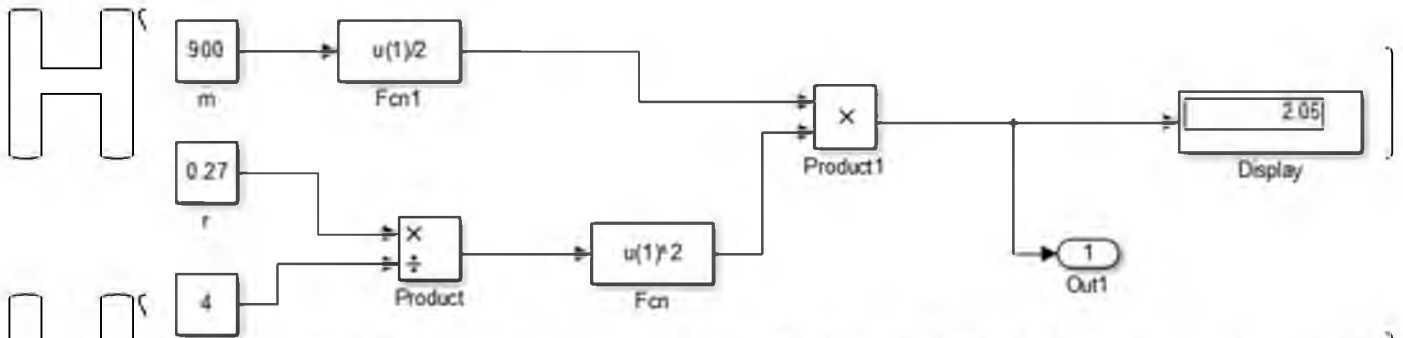 900
u(1)/2
m
Fcn1
×
2.05
Product1
Display
0.27
r
×
÷
u(1)^2
1
Product
Fcn
Out1
4